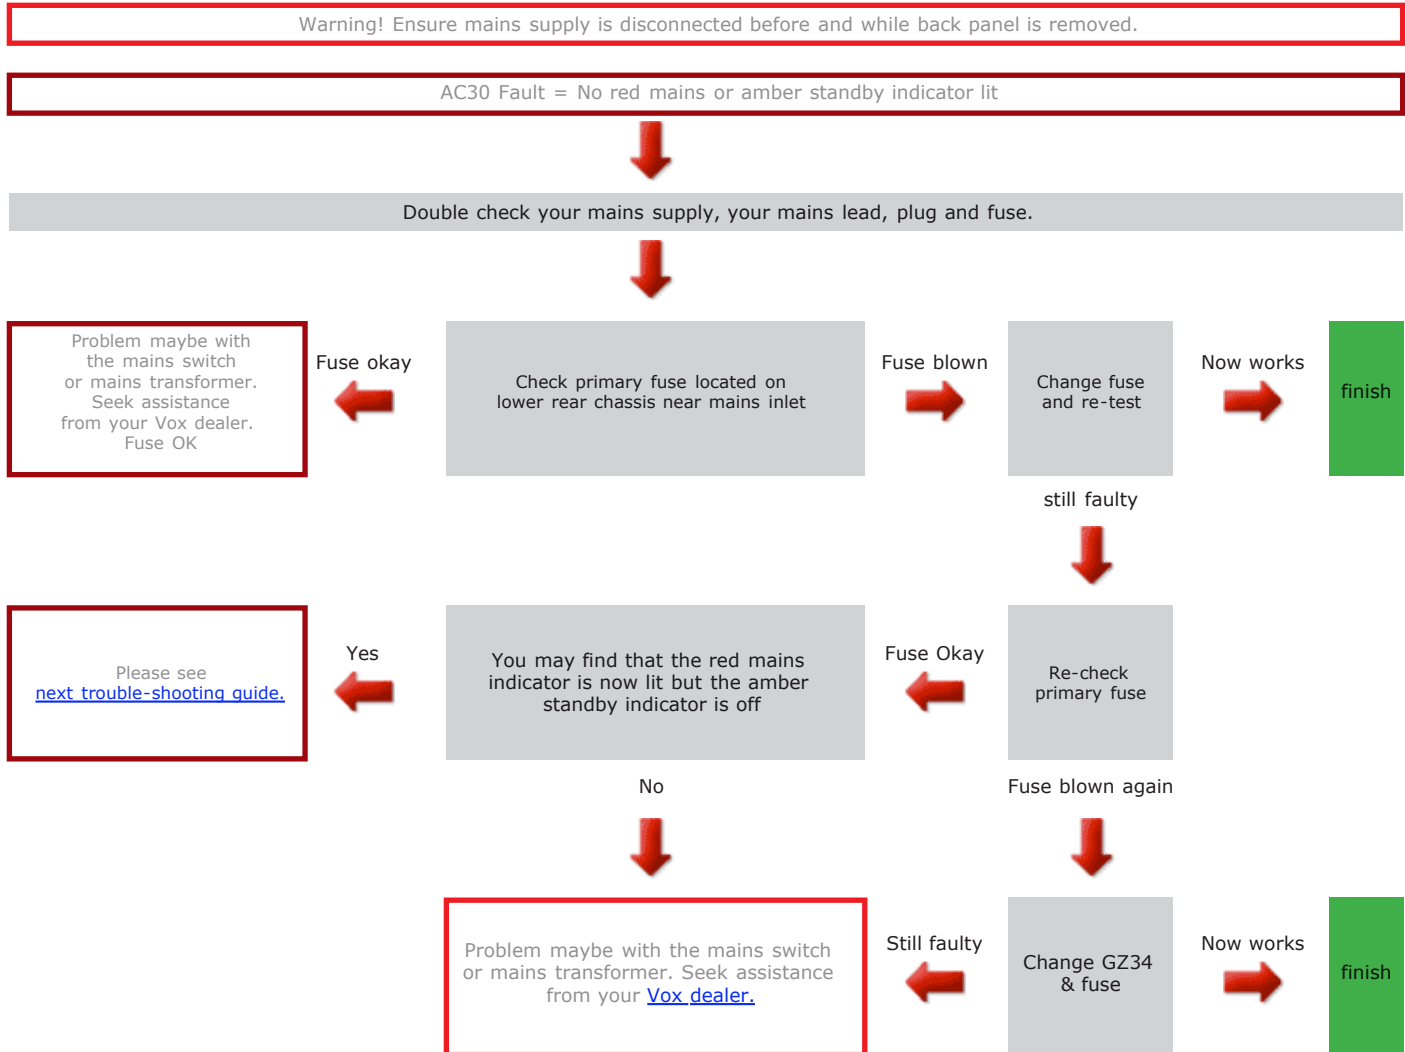 Warning! Ensure mains supply is disconnected before and while back panel is removed.
AC30 Fault = No red mains or amber standby indicator lit
Double check your mains supply, your mains lead, plug and fuse.
Problem maybe with
the mains switch
or mains transformer.
Seek assistance
from your Vox dealer.
Fuse OK
Fuse okay
Check primary fuse located on
lower rear chassis near mains inlet
Fuse blown
Change fuse
and re-test
Now works
finish
still faulty
Please see
next trouble-shooting guide.
Yes
You may find that the red mains
indicator is now lit but the amber
standby indicator is off
Fuse Okay
Re-check
primary fuse
No
Fuse blown again
Problem maybe with the mains switch
or mains transformer. Seek assistance
from your Vox dealer.
Still faulty
Change GZ34
& fuse
Now works
finish